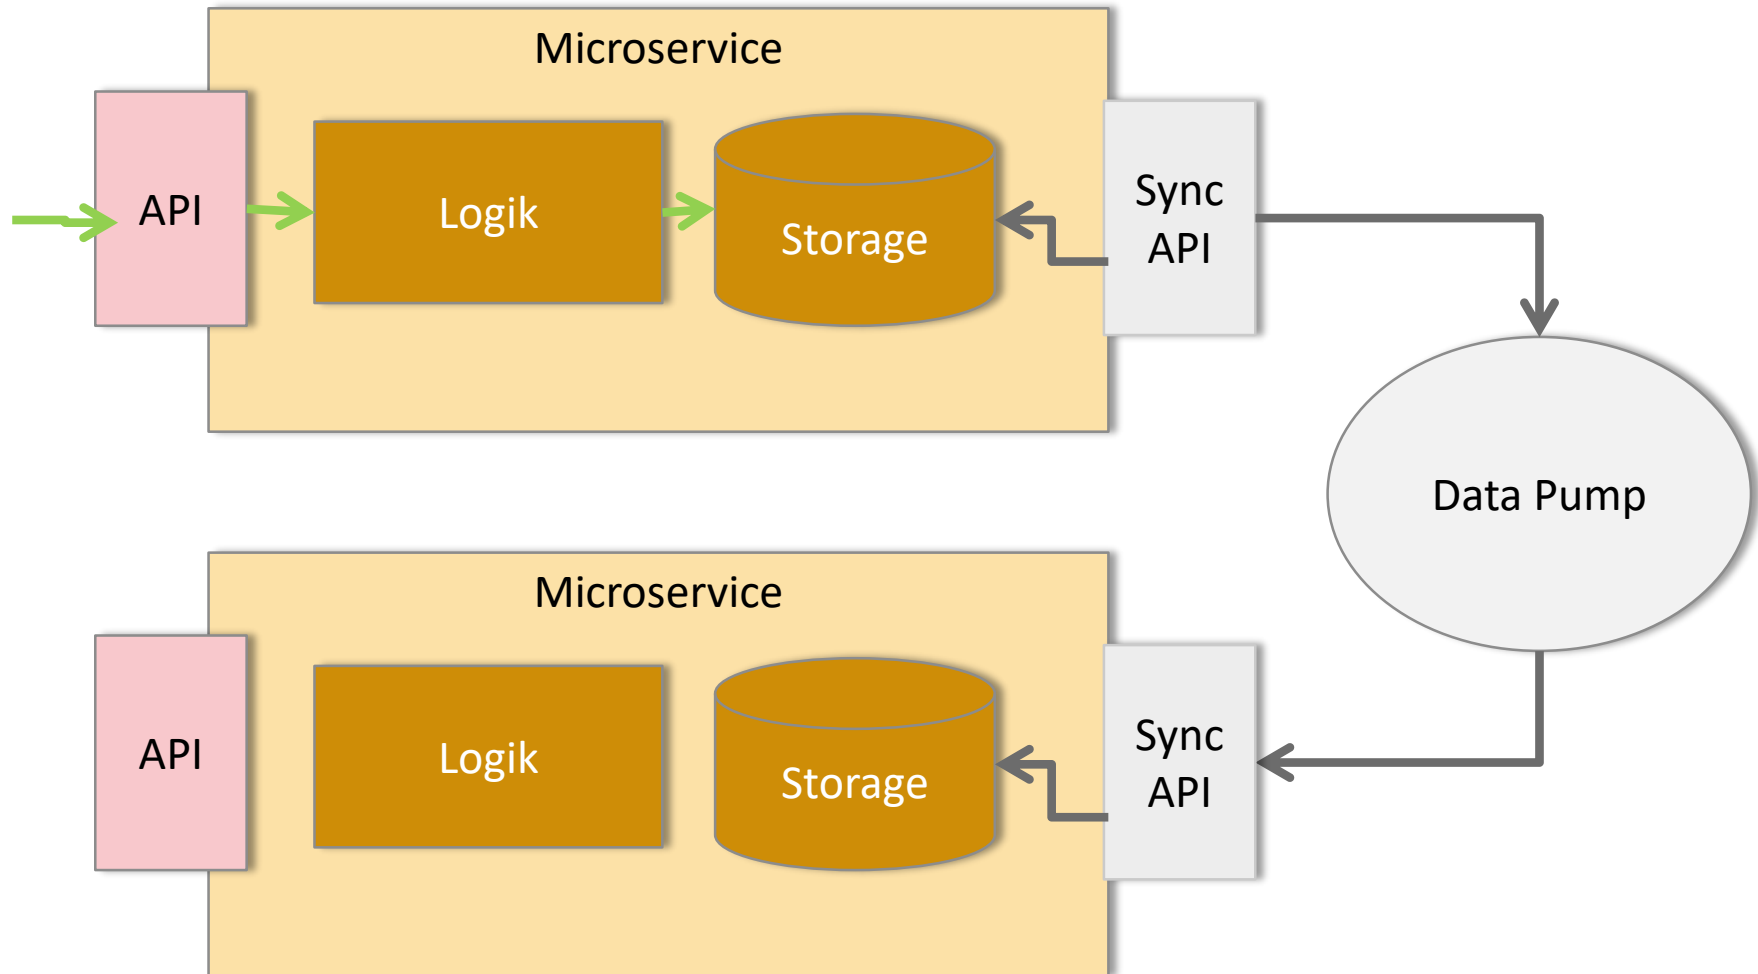 Microservice
API
Logik
Storage
Sync
API
Data Pump
Microservice
API
Logik
Storage
Sync
API